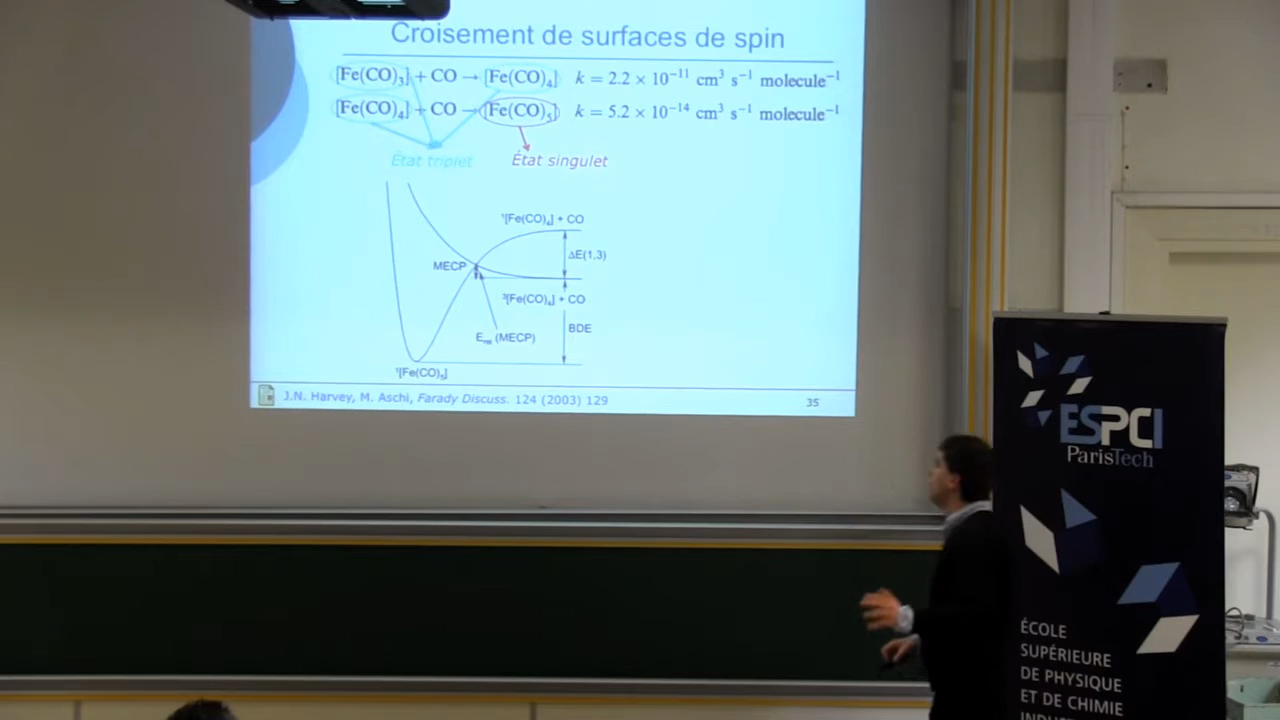 Croisement de surfaces de spin
[Fe(CO)₃] + CO → [Fe(CO)₄] k = 2.2 × 10⁻¹¹ cm³ s⁻¹ molecule⁻¹
[Fe(CO)₄] + CO → [Fe(CO)₅] k = 5.2 × 10⁻¹⁴ cm³ s⁻¹ molecule⁻¹
État triplet
État singulet
¹[Fe(CO)₄] + CO
ΔE(1,3)
MECP
³[Fe(CO)₄] + CO
BDE
Erel (MECP)
¹[Fe(CO)₅]
J.N. Harvey, M. Aschi, Farady Discuss. 124 (2003) 129
35
ESPCI
ParisTech
ÉCOLE
SUPÉRIEURE
DE PHYSIQUE
ET DE CHIMIE